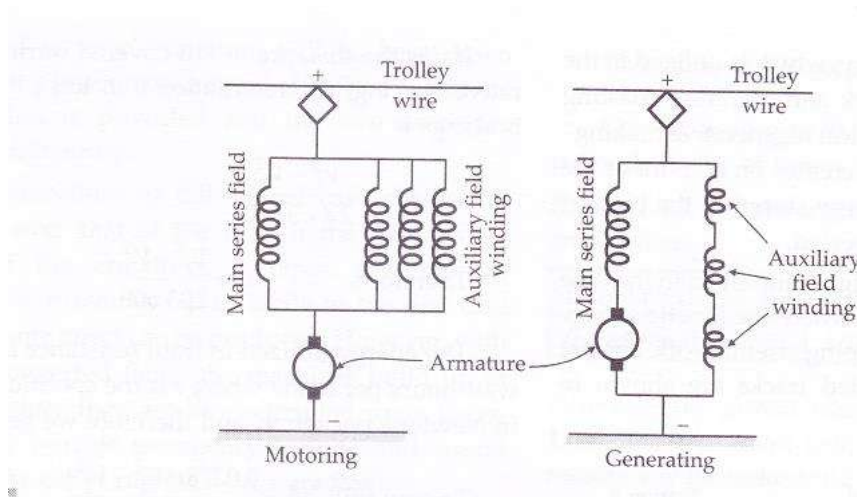 +
Trolley
wire
Main series field
Auxiliary field
winding
Armature
−
Motoring
+
Trolley
wire
Main series field
Auxiliary
field
winding
−
Generating